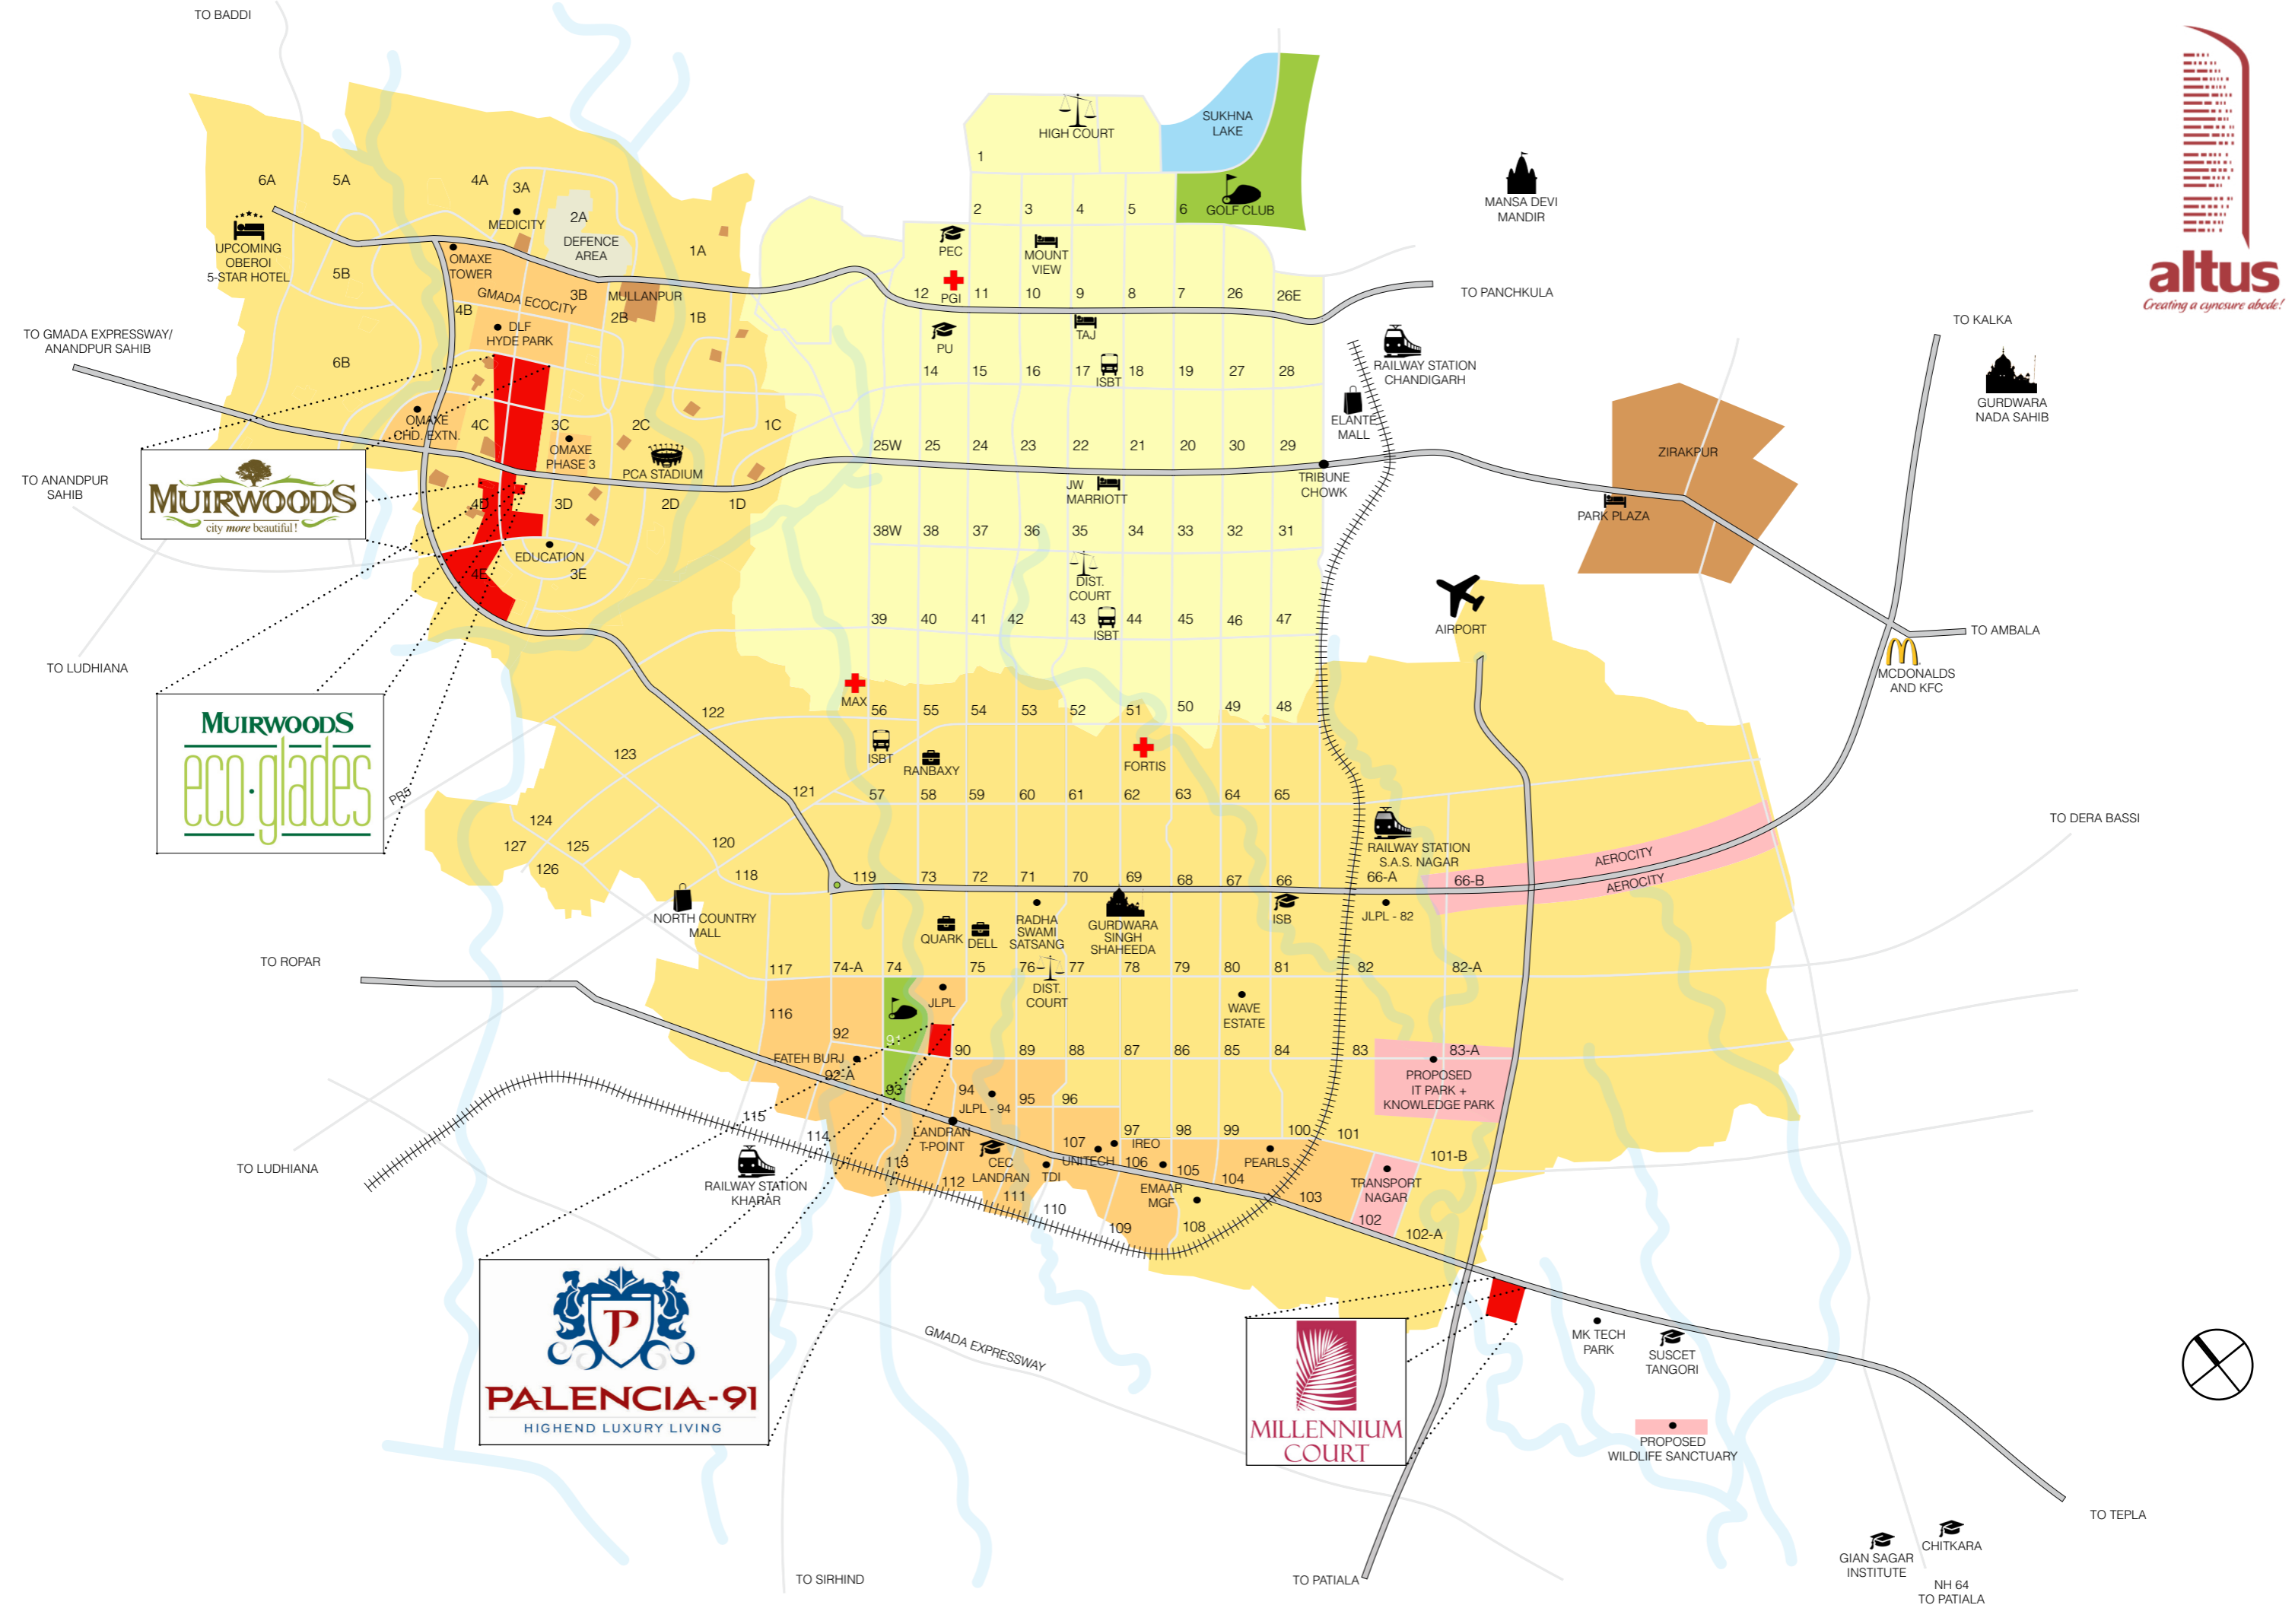 TO BADDI
HIGH COURT
SUKHNA
LAKE
1
6A
5A
4A
3A
2A
MEDICITY
DEFENCE
AREA
1A
2
3
4
5
6
GOLF CLUB
MANSA DEVI
MANDIR
altus
Creating a cynosure abode!
UPCOMING
OBEROI
5-STAR HOTEL
5B
OMAXE
TOWER
GMADA ECOCITY
3B
MULLANPUR
4B
2B
1B
DLF
HYDE PARK
PEC
MOUNT
VIEW
PGI
12
11
10
9
8
7
26
26E
TO PANCHKULA
PU
TAJ
TO GMADA EXPRESSWAY/
ANANDPUR SAHIB
6B
14
15
16
17
ISBT
18
19
27
28
RAILWAY STATION
CHANDIGARH
TO KALKA
GURDWARA
NADA SAHIB
OMAXE
CHD. EXTN.
4C
3C
2C
1C
OMAXE
PHASE 3
PCA STADIUM
25W
25
24
23
22
21
20
30
29
ELANTE
MALL
TRIBUNE
CHOWK
ZIRAKPUR
PARK PLAZA
TO ANANDPUR
SAHIB
MUIRWOODS
city more beautiful!
4D
3D
2D
1D
JW
MARRIOTT
38W
38
37
36
35
34
33
32
31
EDUCATION
4E
3E
DIST.
COURT
39
40
41
42
43
ISBT
44
45
46
47
AIRPORT
TO AMBALA
MCDONALDS
AND KFC
TO LUDHIANA
MUIRWOODS
eco·glades
PR5
122
123
121
MAX
56
55
54
53
52
51
50
49
48
ISBT
RANBAXY
FORTIS
57
58
59
60
61
62
63
64
65
124
127
125
126
120
118
RAILWAY STATION
S.A.S. NAGAR
AEROCITY
AEROCITY
TO DERA BASSI
119
73
72
71
70
69
68
67
66
66-A
66-B
NORTH COUNTRY
MALL
QUARK
DELL
RADHA
SWAMI
SATSANG
GURDWARA
SINGH
SHAHEEDA
ISB
JLPL - 82
TO ROPAR
117
74-A
74
75
76
77
78
79
80
81
82
82-A
DIST.
COURT
JLPL
WAVE
ESTATE
116
92
91
90
89
88
87
86
85
84
83
83-A
FATEH BURJ
92-A
93
94
JLPL - 94
95
96
PROPOSED
IT PARK +
KNOWLEDGE PARK
115
114
LANDRAN
T-POINT
97
98
99
100
101
101-B
107
IREO
UNITECH
106
105
104
103
PEARLS
TRANSPORT
NAGAR
102
102-A
TO LUDHIANA
RAILWAY STATION
KHARAR
113
112
CEC
LANDRAN
TDI
111
110
109
108
EMAAR
MGF
P
PALENCIA-91
HIGHEND LUXURY LIVING
GMADA EXPRESSWAY
MILLENNIUM
COURT
MK TECH
PARK
SUSCET
TANGORI
PROPOSED
WILDLIFE SANCTUARY
TO TEPLA
CHITKARA
GIAN SAGAR
INSTITUTE
NH 64
TO PATIALA
TO SIRHIND
TO PATIALA